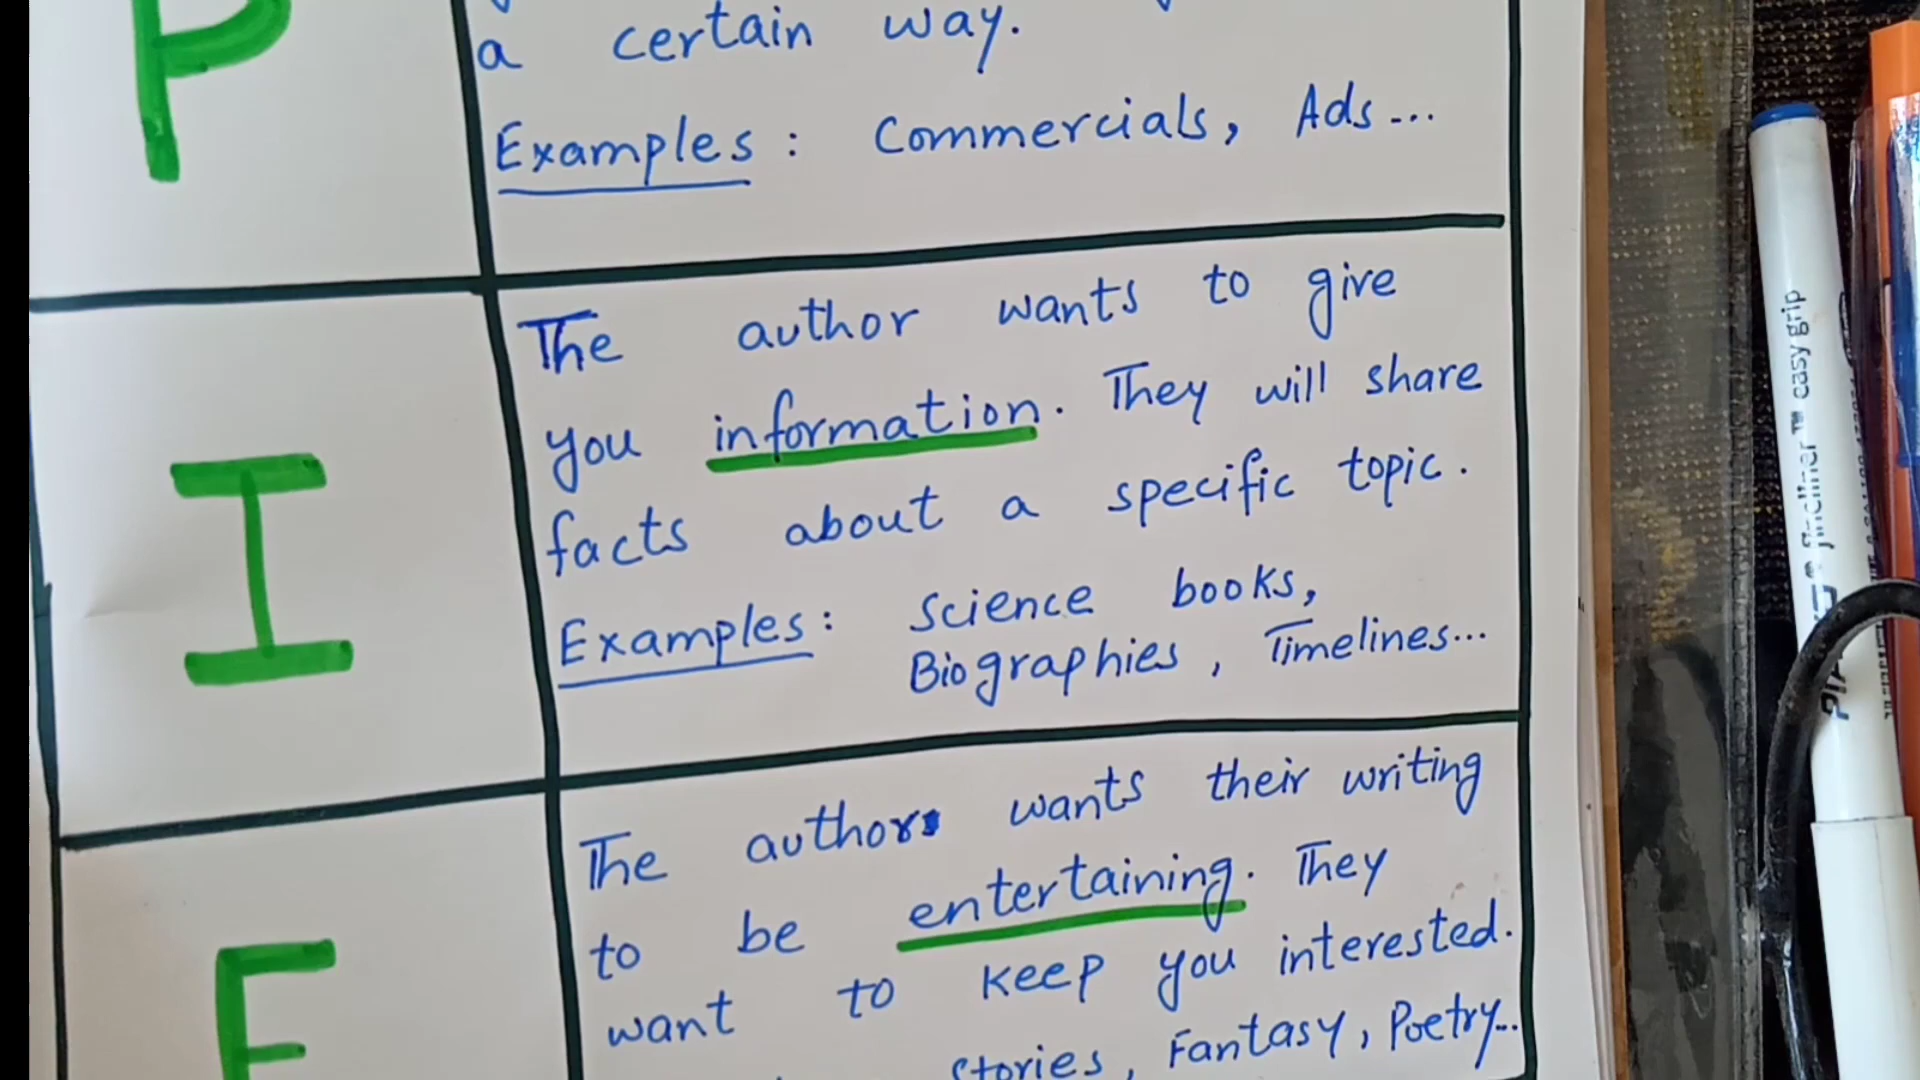 P
a certain way.
Examples : Commercials, Ads...
I
The author wants to give
you information. They will share
facts about a specific topic.
Examples : Science books,
Biographies, Timelines...
E
The author wants their writing
to be entertaining. They
want to keep you interested.
Stories, Fantasy, Poetry...
fineliner™ easy grip